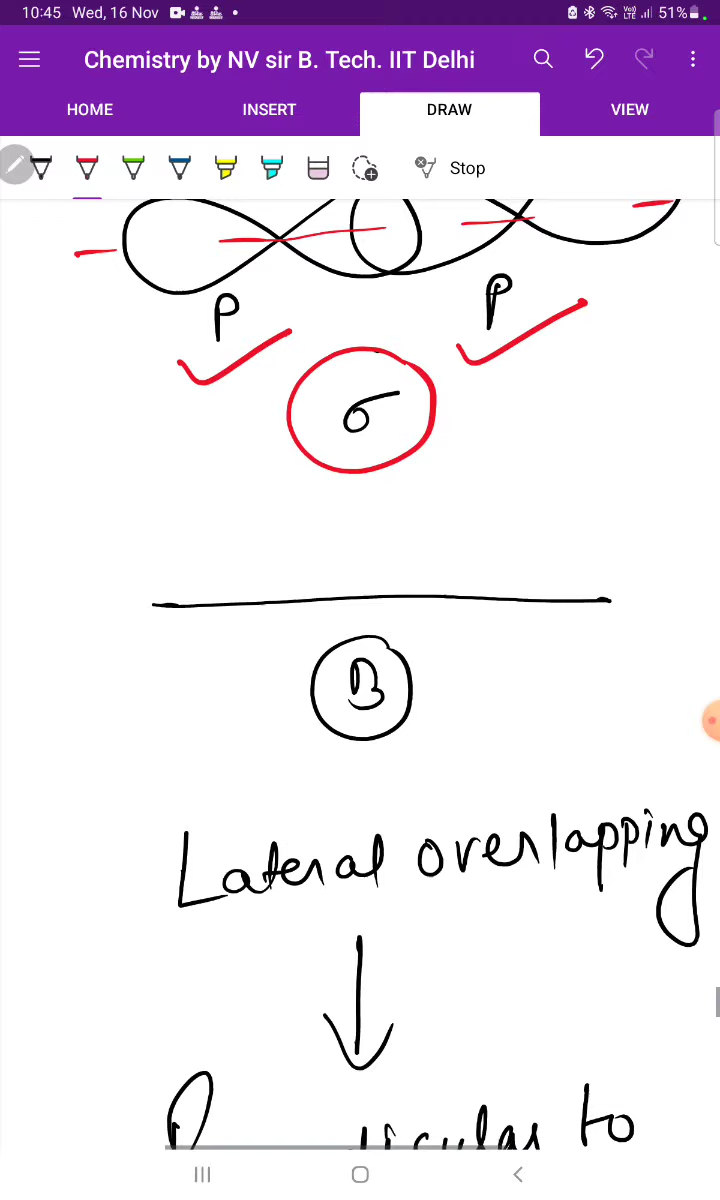 10:45 Wed, 16 Nov 51%
Chemistry by NV sir B. Tech. IIT Delhi
HOME INSERT DRAW VIEW
Stop
P P
σ
B
Lateral overlapping
to